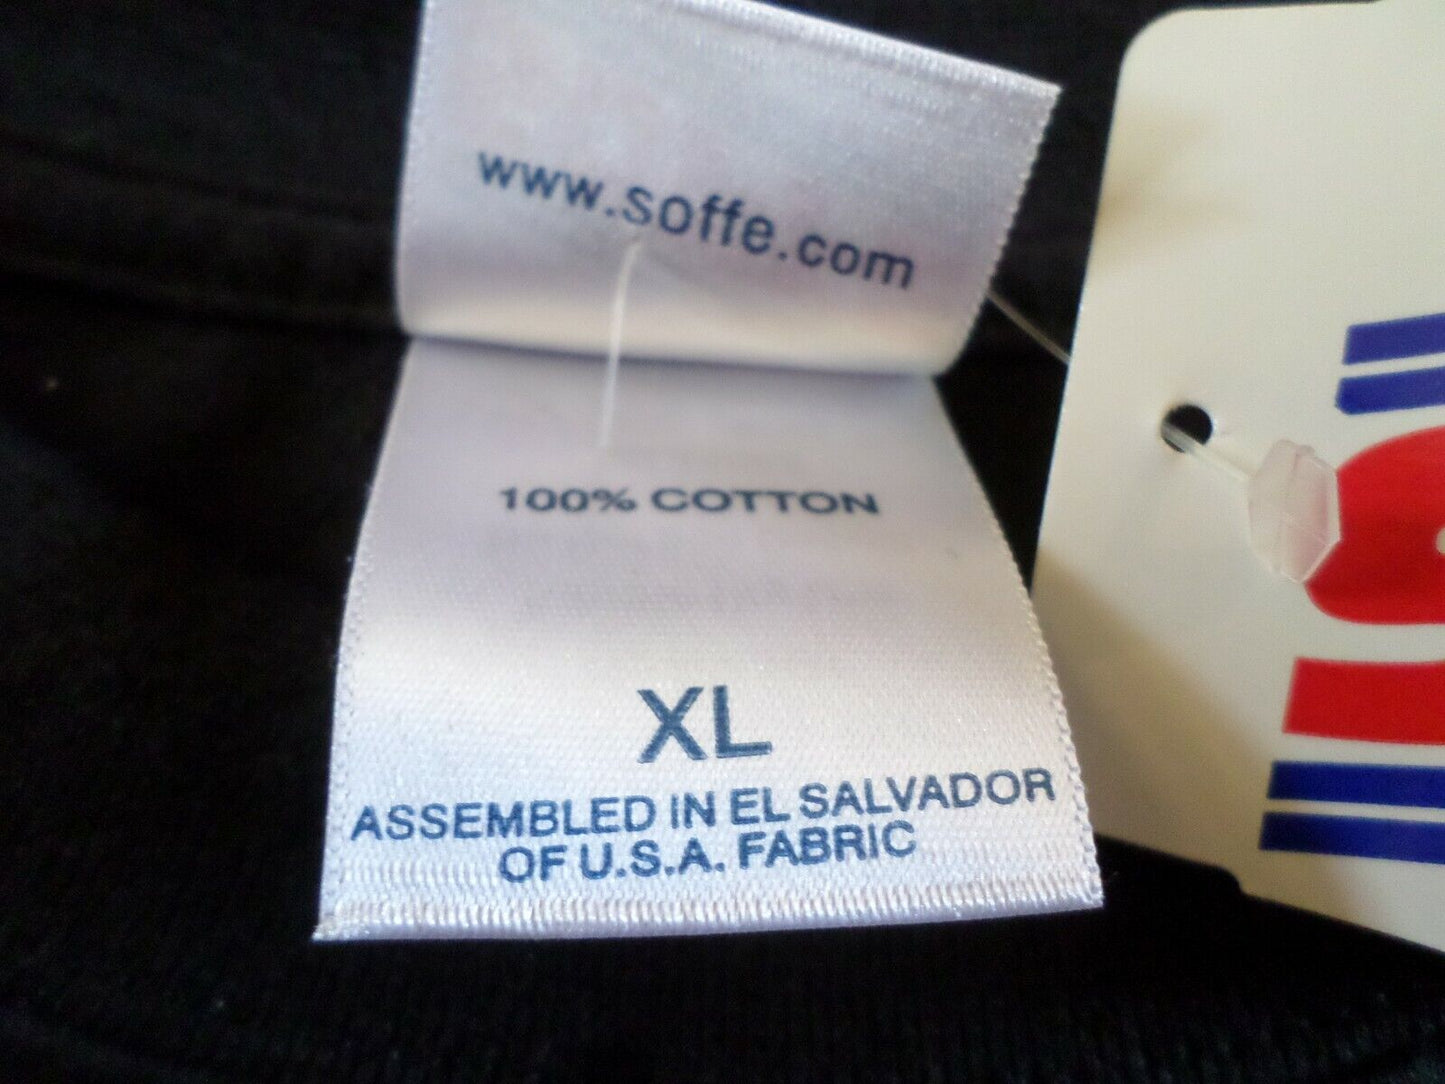 www.soffe.com
100% COTTON
XL
ASSEMBLED IN EL SALVADOR
OF U.S.A. FABRIC